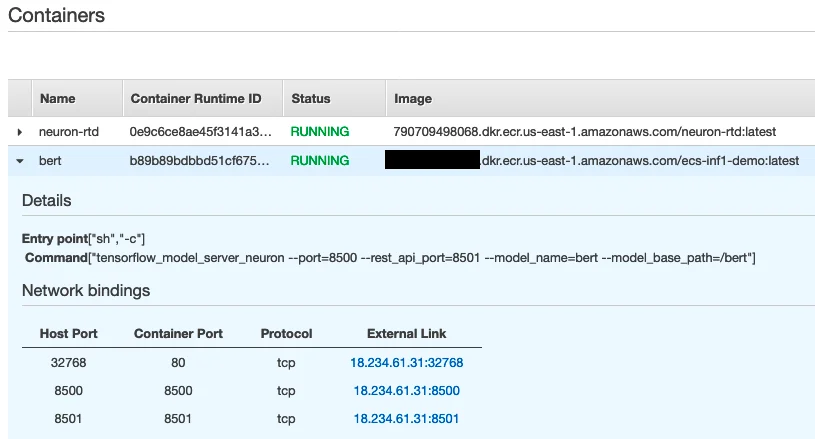 Containers
Name Container Runtime ID Status Image
neuron-rtd 0e9c6ce8ae45f3141a3... RUNNING 790709498068.dkr.ecr.us-east-1.amazonaws.com/neuron-rtd:latest
bert b89b89bdbbd51cf675... RUNNING .dkr.ecr.us-east-1.amazonaws.com/ecs-inf1-demo:latest
Details
Entry point["sh","-c"]
Command["tensorflow_model_server_neuron --port=8500 --rest_api_port=8501 --model_name=bert --model_base_path=/bert"]
Network bindings
Host Port Container Port Protocol External Link
32768 80 tcp 18.234.61.31:32768
8500 8500 tcp 18.234.61.31:8500
8501 8501 tcp 18.234.61.31:8501